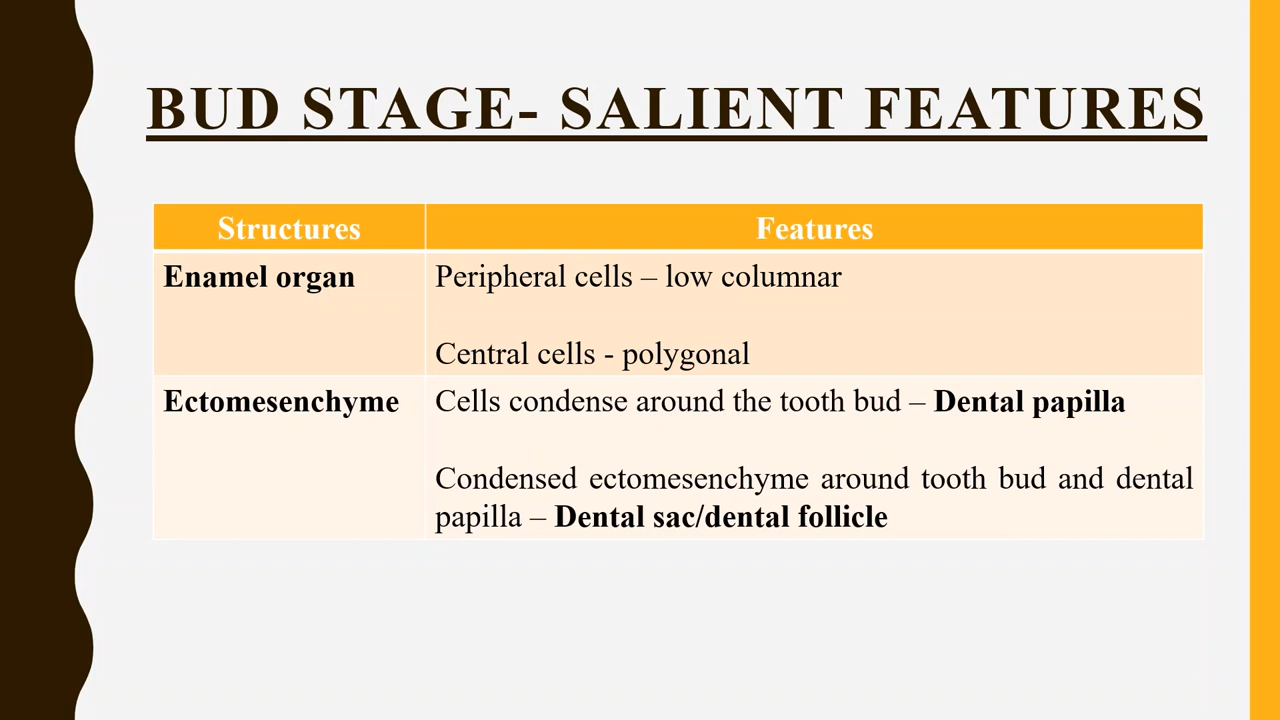 BUD STAGE- SALIENT FEATURES
Structures
Features
Enamel organ
Peripheral cells – low columnar
Central cells - polygonal
Ectomesenchyme
Cells condense around the tooth bud – Dental papilla
Condensed ectomesenchyme around tooth bud and dental
papilla – Dental sac/dental follicle